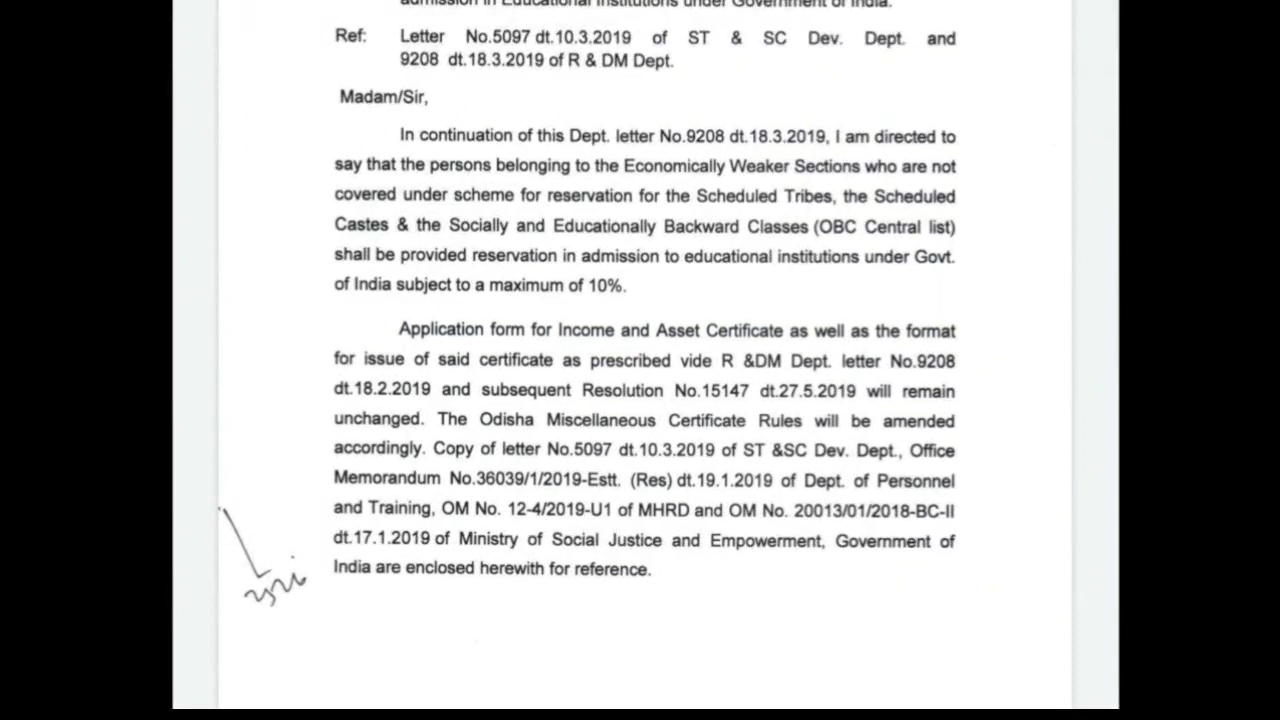 admission in Educational Institutions under Government of India.
Ref: Letter No.5097 dt.10.3.2019 of ST & SC Dev. Dept. and
9208 dt.18.3.2019 of R & DM Dept.
Madam/Sir,
In continuation of this Dept. letter No.9208 dt.18.3.2019, I am directed to
say that the persons belonging to the Economically Weaker Sections who are not
covered under scheme for reservation for the Scheduled Tribes, the Scheduled
Castes & the Socially and Educationally Backward Classes (OBC Central list)
shall be provided reservation in admission to educational institutions under Govt.
of India subject to a maximum of 10%.
Application form for Income and Asset Certificate as well as the format
for issue of said certificate as prescribed vide R &DM Dept. letter No.9208
dt.18.2.2019 and subsequent Resolution No.15147 dt.27.5.2019 will remain
unchanged. The Odisha Miscellaneous Certificate Rules will be amended
accordingly. Copy of letter No.5097 dt.10.3.2019 of ST &SC Dev. Dept., Office
Memorandum No.36039/1/2019-Estt. (Res) dt.19.1.2019 of Dept. of Personnel
and Training, OM No. 12-4/2019-U1 of MHRD and OM No. 20013/01/2018-BC-II
dt.17.1.2019 of Ministry of Social Justice and Empowerment, Government of
India are enclosed herewith for reference.